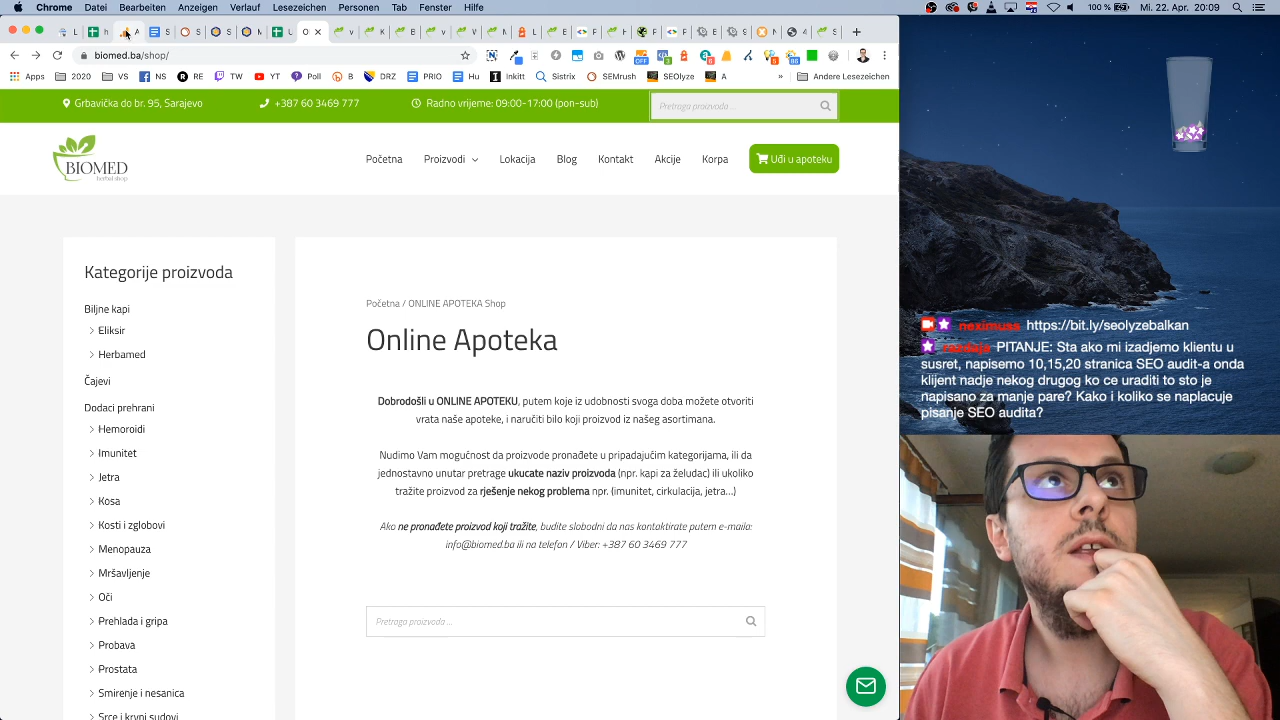 Chrome Datei Bearbeiten Anzeigen Verlauf Lesezeichen Personen Tab Fenster Hilfe
Mi. 22. Apr. 20:09
biomed.ba/shop/
Apps 2020 VS NS RE TW YT Poll B DRZ PRIO Hu Inkitt Sistrix SEMrush SEOlyze A » Andere Lesezeichen
Grbavička do br. 95, Sarajevo
+387 60 3469 777
Radno vrijeme: 09:00-17:00 (pon-sub)
Pretraga proizvoda ...
BIOMED
herbal shop
Početna Proizvodi Lokacija Blog Kontakt Akcije Korpa Uđi u apoteku
Kategorije proizvoda
Biljne kapi
Eliksir
Herbamed
Čajevi
Dodaci prehrani
Hemoroidi
Imunitet
Jetra
Kosa
Kosti i zglobovi
Menopauza
Mršavljenje
Oči
Prehlada i gripa
Probava
Prostata
Smirenje i nesanica
Srce i krvni sudovi
Početna / ONLINE APOTEKA Shop
Online Apoteka
Dobrodošli u ONLINE APOTEKU, putem koje iz udobnosti svoga doba možete otvoriti
vrata naše apoteke, i naručiti bilo koji proizvod iz našeg asortimana.
Nudimo Vam mogućnost da proizvode pronađete u pripadajućim kategorijama, ili da
jednostavno unutar pretrage ukucate naziv proizvoda (npr. kapi za želudac) ili ukoliko
tražite proizvod za rješenje nekog problema npr. (imunitet, cirkulacija, jetra...)
Ako ne pronađete proizvod koji tražite, budite slobodni da nas kontaktirate putem e-maila:
info@biomed.ba ili na telefon / Viber: +387 60 3469 777
Pretraga proizvoda ...
neximuss https://bit.ly/seolyzebalkan
PITANJE: Sta ako mi izadjemo klientu u
susret, napisemo 10,15,20 stranica SEO audit-a onda
klijent nadje nekog drugog ko ce uraditi to sto je
napisano za manje pare? Kako i koliko se naplacuje
pisanje SEO audita?